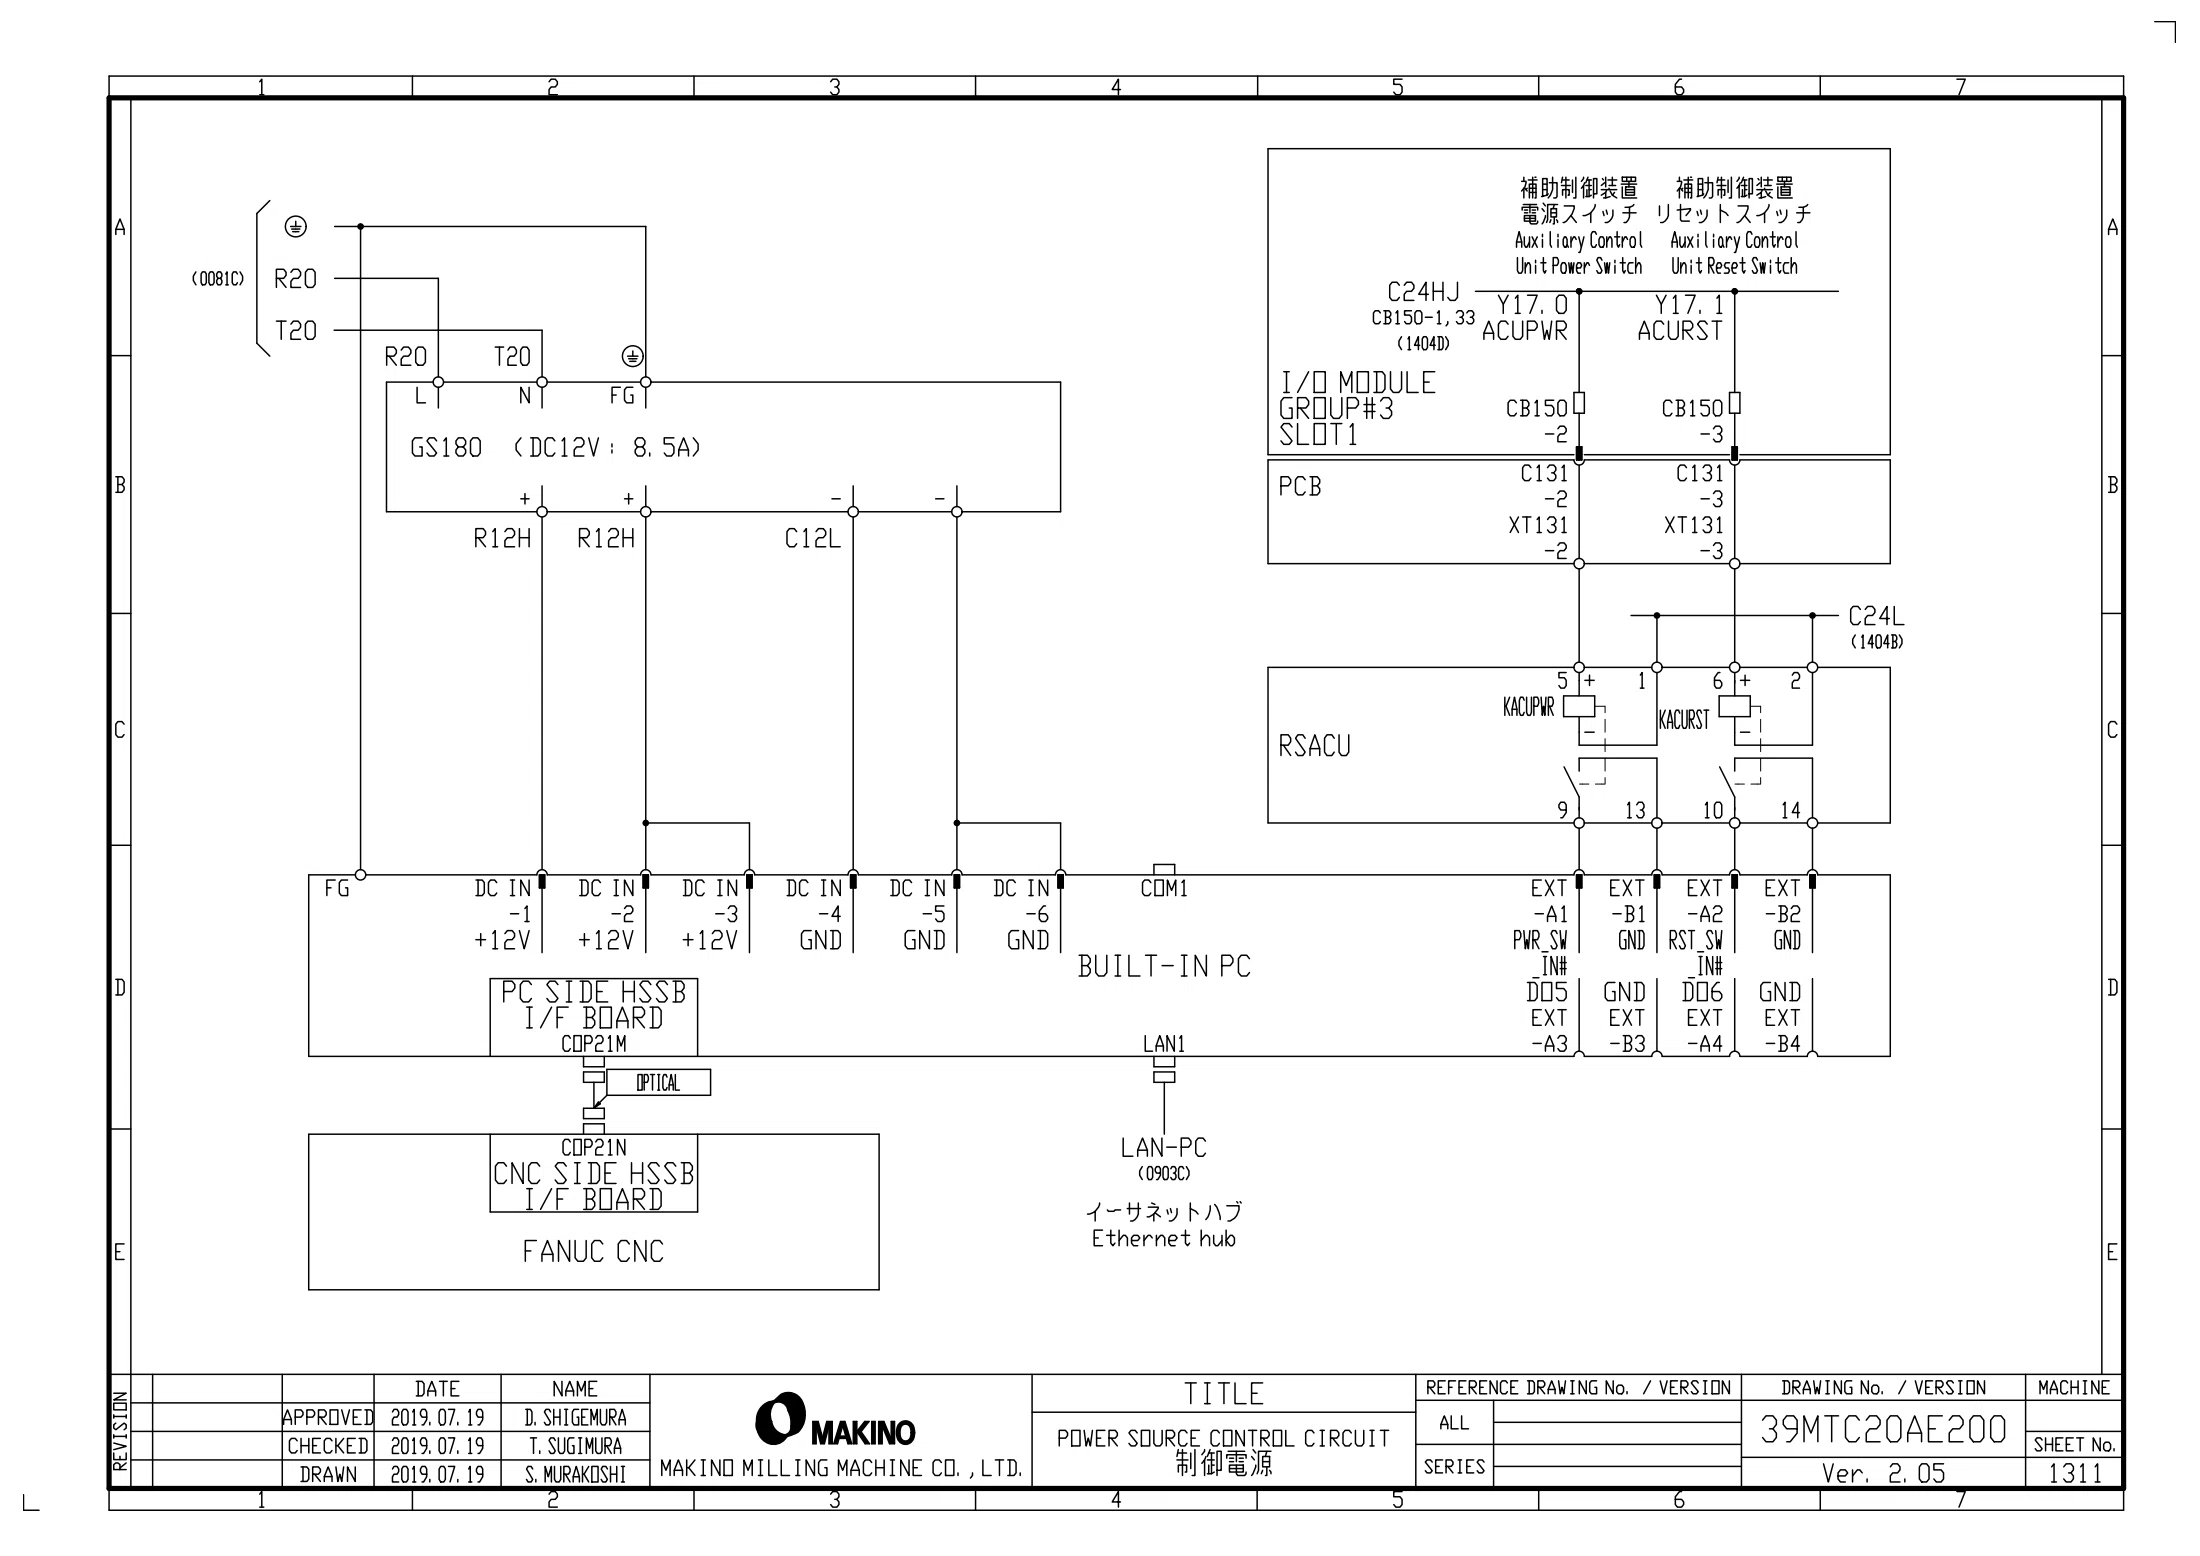 1 2 3 4 5 6 7
A
B
C
D
E
(0081C)
R20
T20
R20 T20
L N FG
GS180 (DC12V: 8.5A)
+ + - -
R12H R12H C12L
補助制御装置 補助制御装置
電源スイッチ リセットスイッチ
Auxiliary Control Auxiliary Control
Unit Power Switch Unit Reset Switch
C24HJ Y17.0 Y17.1
CB150-1,33 ACUPWR ACURST
(1404D)
I/O MODULE
GROUP#3
SLOT1
CB150 CB150
-2 -3
PCB
C131 C131
-2 -3
XT131 XT131
-2 -3
C24L
(1404B)
5 + 1 6 + 2
KACUPWR KACURST
- -
RSACU
9 13 10 14
FG DC IN DC IN DC IN DC IN DC IN DC IN COM1 EXT EXT EXT EXT
-1 -2 -3 -4 -5 -6 -A1 -B1 -A2 -B2
+12V +12V +12V GND GND GND PWR_SW GND RST_SW GND
_IN# _IN#
BUILT-IN PC
DO5 GND DO6 GND
EXT EXT EXT EXT
-A3 -B3 -A4 -B4
PC SIDE HSSB
I/F BOARD
COP21M
LAN1
OPTICAL
COP21N
CNC SIDE HSSB
I/F BOARD
FANUC CNC
LAN-PC
(0903C)
イーサネットハブ
Ethernet hub
A
B
C
D
E
REVISION
DATE NAME
APPROVED 2019.07.19 D. SHIGEMURA
CHECKED 2019.07.19 T. SUGIMURA
DRAWN 2019.07.19 S. MURAKOSHI
MAKINO
MAKINO MILLING MACHINE CO.,LTD.
TITLE
POWER SOURCE CONTROL CIRCUIT
制御電源
REFERENCE DRAWING No. / VERSION
ALL
SERIES
DRAWING No. / VERSION
39MTC20AE200
Ver. 2.05
MACHINE
SHEET No.
1311
1 2 3 4 5 6 7